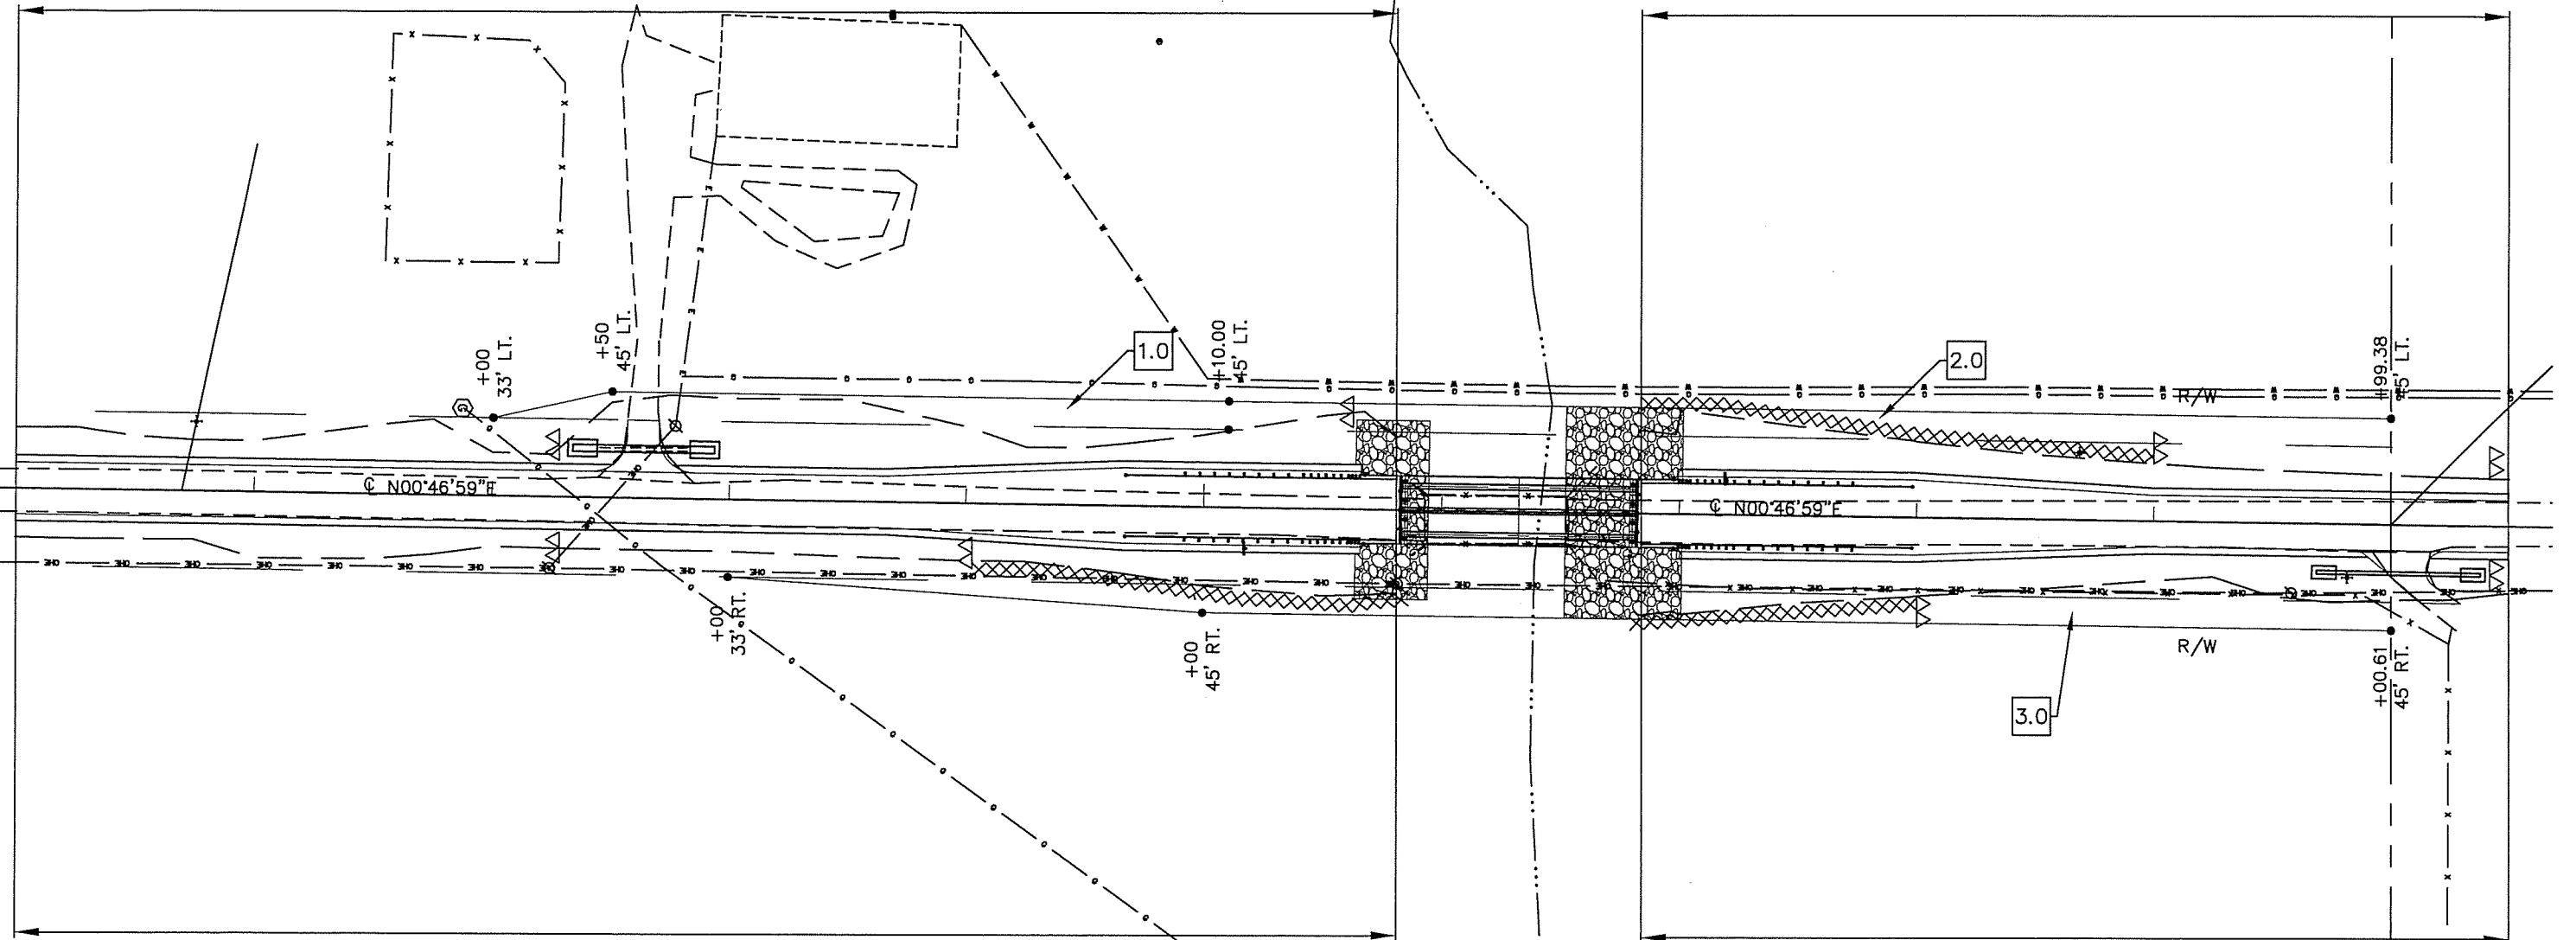 +00
33' LT.
+50
45' LT.
1.0
+10.00
45' LT.
2.0
+99.38
45' LT.
R/W
G
℄ N00°46'59"E
℄ N00°46'59"E
OHE
+00
33' RT.
+00
45' RT.
3.0
R/W
+00.61
45' RT.